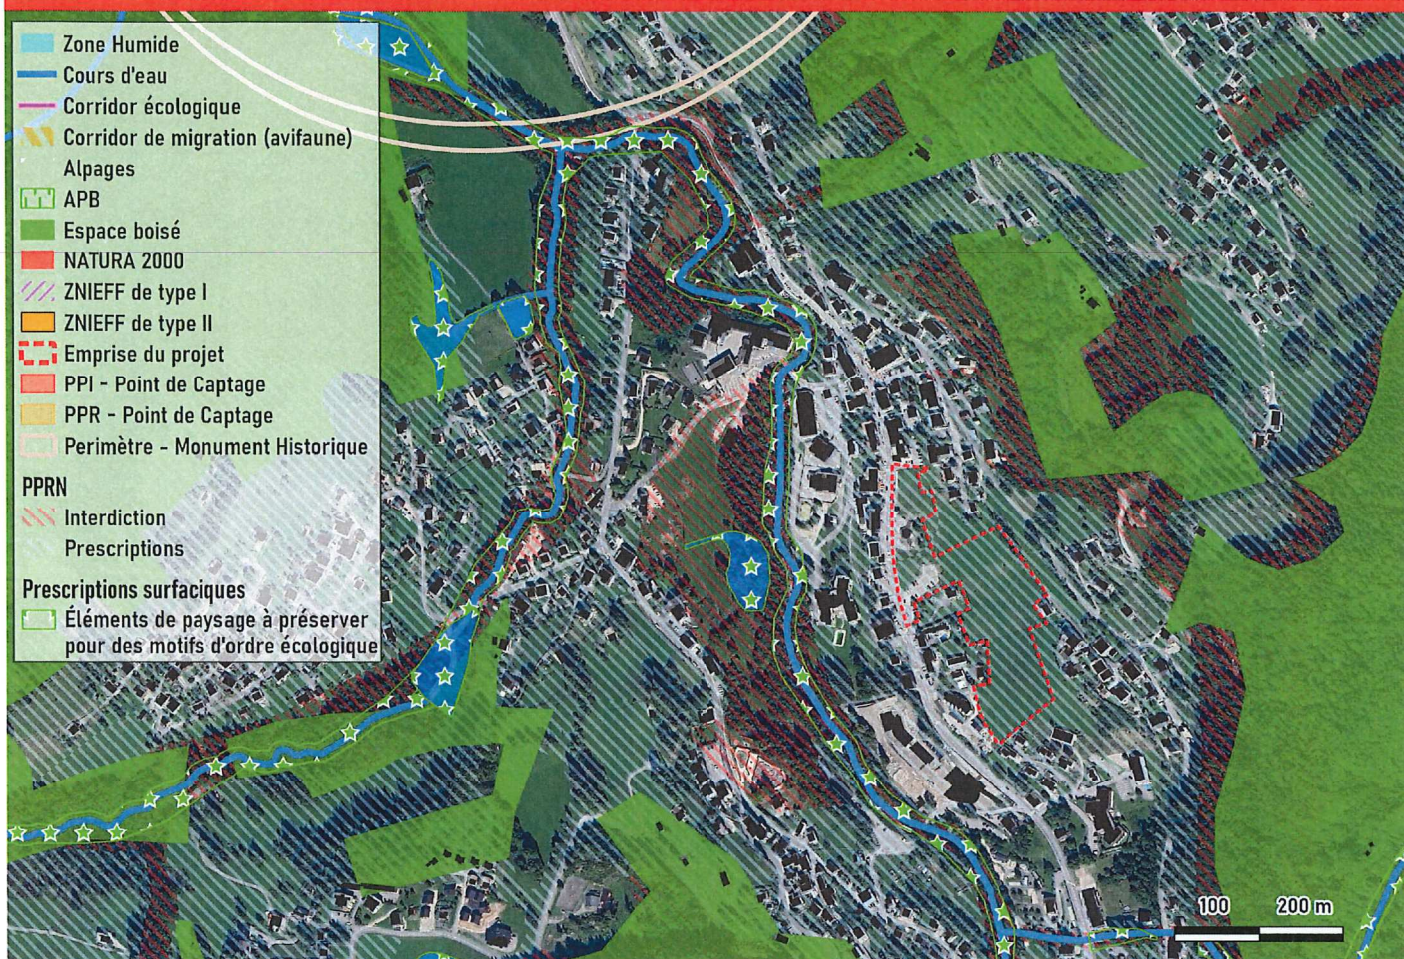 Zone Humide
Cours d'eau
Corridor écologique
Corridor de migration (avifaune)
Alpages
APB
Espace boisé
NATURA 2000
ZNIEFF de type I
ZNIEFF de type II
Emprise du projet
PPI - Point de Captage
PPR - Point de Captage
Perimètre - Monument Historique
PPRN
Interdiction
Prescriptions
Prescriptions surfaciques
Éléments de paysage à préserver
pour des motifs d'ordre écologique
100 200 m